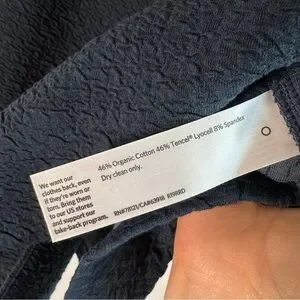 We want our
clothes back, even
if they're worn or
torn. Bring them
to our US stores
and support our
take-back program.
46% Organic Cotton 46% Tencel® Lyocell 8% Spandex
Dry clean only.